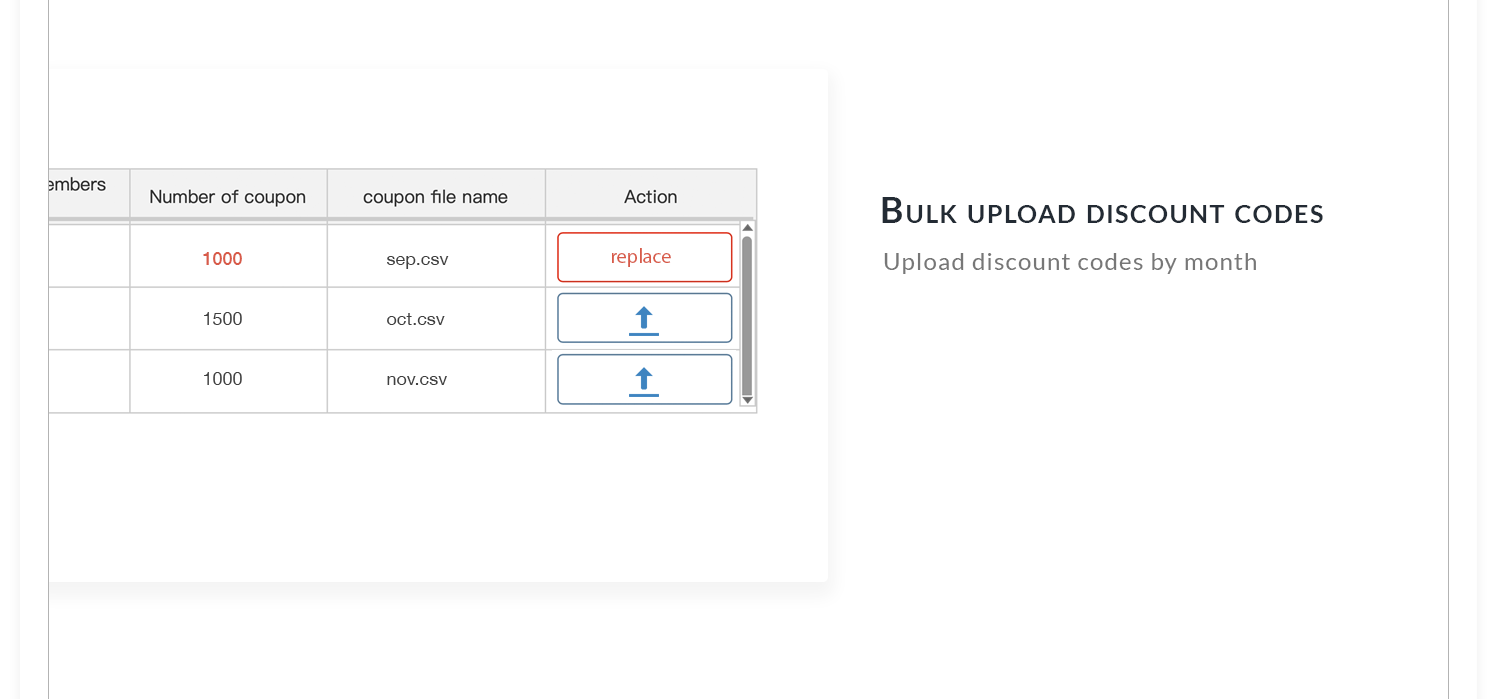 Number of coupon coupon file name Action
1000 sep.csv replace
1500 oct.csv
1000 nov.csv
Bulk upload discount codes
Upload discount codes by month